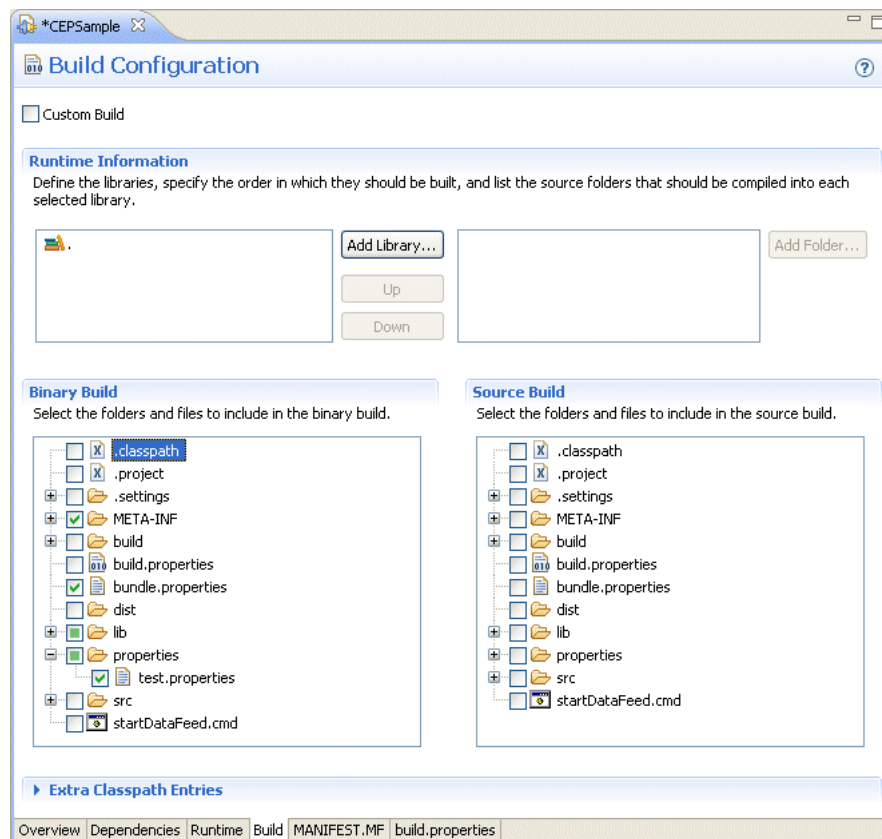 *CEPSample
Build Configuration
Custom Build
Runtime Information
Define the libraries, specify the order in which they should be built, and list the source folders that should be compiled into each
selected library.
.
Add Library...
Add Folder...
Up
Down
Binary Build
Select the folders and files to include in the binary build.
.classpath
.project
.settings
META-INF
build
build.properties
bundle.properties
dist
lib
properties
test.properties
src
startDataFeed.cmd
Source Build
Select the folders and files to include in the source build.
.classpath
.project
.settings
META-INF
build
build.properties
bundle.properties
dist
lib
properties
src
startDataFeed.cmd
Extra Classpath Entries
Overview Dependencies Runtime Build MANIFEST.MF build.properties